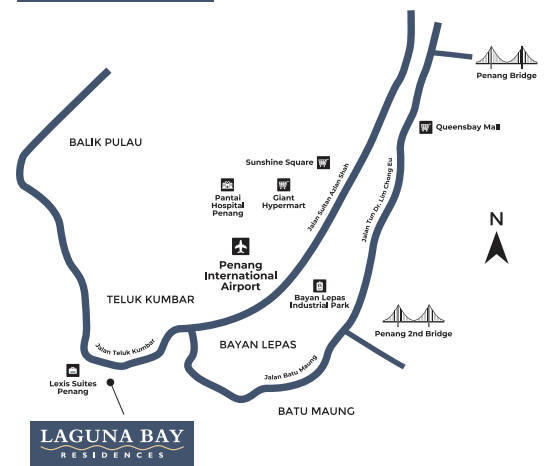 Penang Bridge
Queensbay Mall
BALIK PULAU
Sunshine Square
Jalan Sultan Azlan Shah
Jalan Tun Dr. Lim Chong Eu
Pantai
Hospital
Penang
Giant
Hypermart
N
Penang
International
Airport
TELUK KUMBAR
Bayan Lepas
Industrial Park
Penang 2nd Bridge
BAYAN LEPAS
Jalan Teluk Kumbar
Jalan Batu Maung
Lexis Suites
Penang
BATU MAUNG
LAGUNA BAY
RESIDENCES